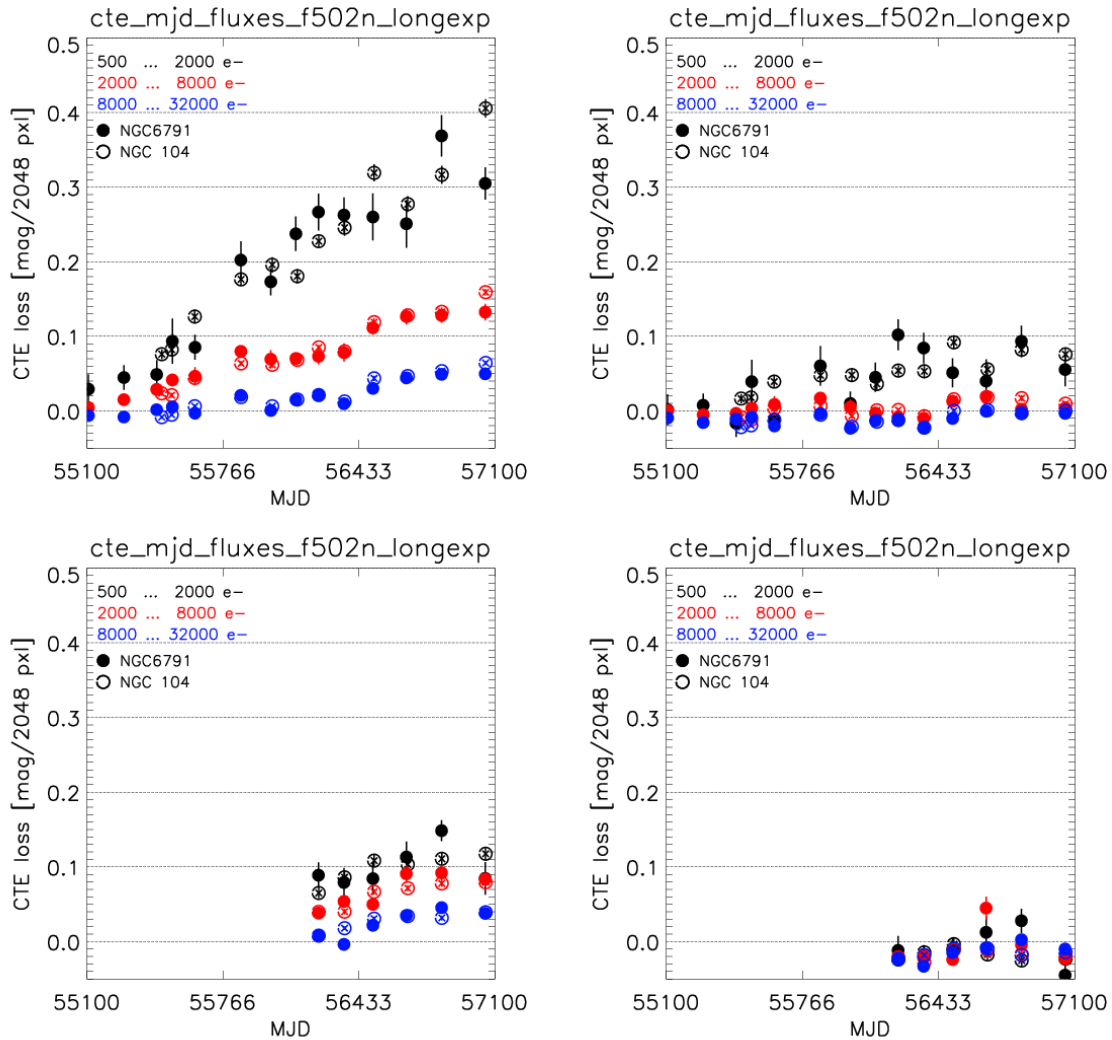 cte_mjd_fluxes_f502n_longexp
0.5
0.4
0.3
0.2
0.1
0.0
CTE loss [mag/2048 pxl]
500 ... 2000 e-
2000 ... 8000 e-
8000 ... 32000 e-
NGC6791
NGC 104
55100 55766 56433 57100
MJD
cte_mjd_fluxes_f502n_longexp
0.5
0.4
0.3
0.2
0.1
0.0
CTE loss [mag/2048 pxl]
500 ... 2000 e-
2000 ... 8000 e-
8000 ... 32000 e-
NGC6791
NGC 104
55100 55766 56433 57100
MJD
cte_mjd_fluxes_f502n_longexp
0.5
0.4
0.3
0.2
0.1
0.0
CTE loss [mag/2048 pxl]
500 ... 2000 e-
2000 ... 8000 e-
8000 ... 32000 e-
NGC6791
NGC 104
55100 55766 56433 57100
MJD
cte_mjd_fluxes_f502n_longexp
0.5
0.4
0.3
0.2
0.1
0.0
CTE loss [mag/2048 pxl]
500 ... 2000 e-
2000 ... 8000 e-
8000 ... 32000 e-
NGC6791
NGC 104
55100 55766 56433 57100
MJD